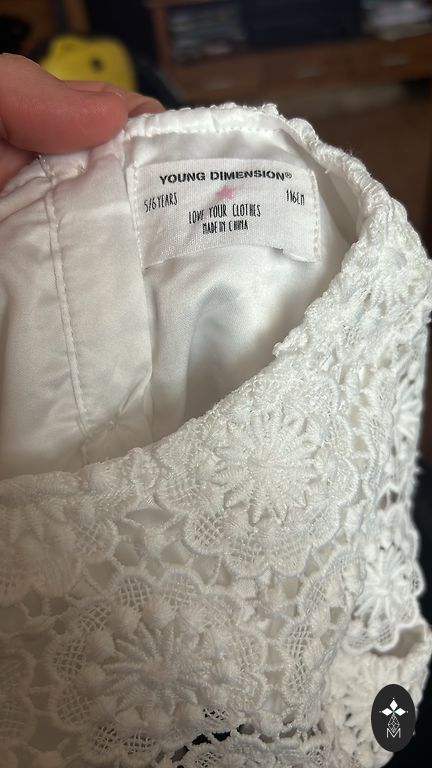 YOUNG DIMENSION®
5/6 YEARS 116CM
LOVE YOUR CLOTHES
MADE IN CHINA
M